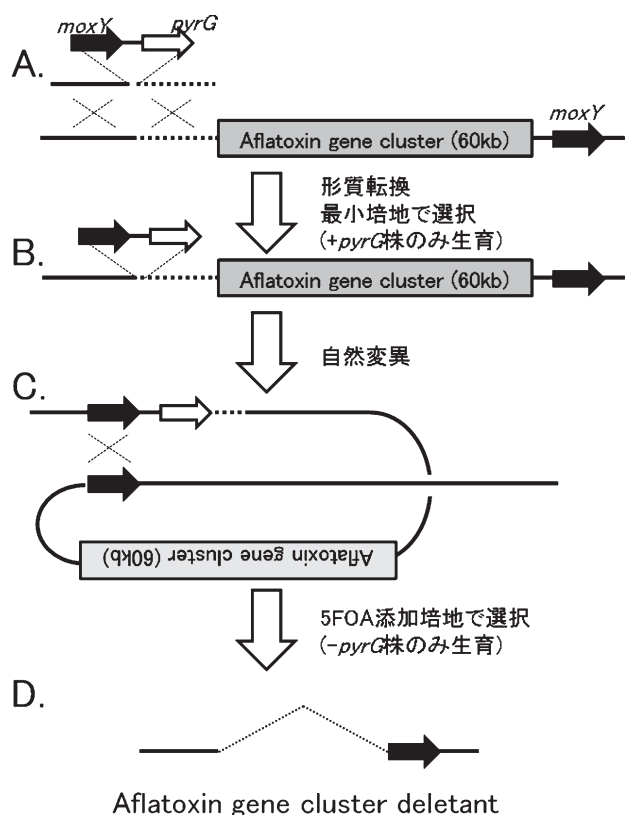 moxY pyrG
A.
moxY
Aflatoxin gene cluster (60kb)
形質転換
最小培地で選択
(+pyrG株のみ生育)
B.
Aflatoxin gene cluster (60kb)
自然変異
C.
Aflatoxin gene cluster (60kb)
5FOA添加培地で選択
(-pyrG株のみ生育)
D.
Aflatoxin gene cluster deletant